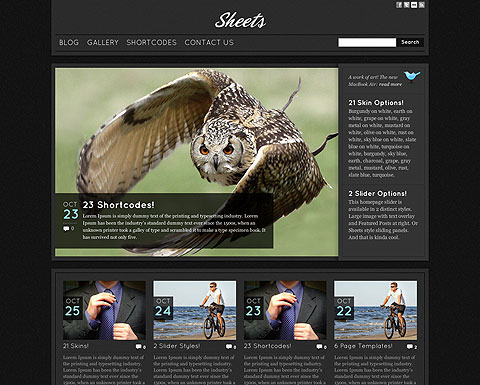 Sheets
BLOG GALLERY SHORTCODES CONTACT US
Search
A work of art! The new
MacBook Air: read more
21 Skin Options!
Burgundy on white, earth on
white, grape on white, gray
metal on white, mustard on
white, olive on white, rust on
white, sky blue on white, slate
blue on white, turquoise on
white, burgundy, sky blue,
earth, charcoal, grape, gray
metal, mustard, olive, rust,
slate blue, turquoise.
2 Slider Options!
This homepage slider is
available in 2 distinct styles.
Large image with text overlay
and Featured Posts at right. Or
Sheets style sliding panels.
And that is kinda cool.
OCT
23
0
23 Shortcodes!
Lorem Ipsum is simply dummy text of the printing and typesetting industry. Lorem
Ipsum has been the industry's standard dummy text ever since the 1500s, when an
unknown printer took a galley of type and scrambled it to make a type specimen book. It
has survived not only five.
OCT
25
21 Skins!
0
Lorem Ipsum is simply dummy text
of the printing and typesetting
industry. Lorem Ipsum has been the
industry's standard dummy text
ever since the 1500s, when an
unknown printer took a galley of
OCT
24
2 Slider Styles!
0
Lorem Ipsum is simply dummy text
of the printing and typesetting
industry. Lorem Ipsum has been the
industry's standard dummy text
ever since the 1500s, when an
unknown printer took a galley of
OCT
23
23 Shortcodes!
0
Lorem Ipsum is simply dummy text
of the printing and typesetting
industry. Lorem Ipsum has been the
industry's standard dummy text
ever since the 1500s, when an
unknown printer took a galley of
OCT
22
6 Page Templates!
2
Lorem Ipsum is simply dummy text
of the printing and typesetting
industry. Lorem Ipsum has been the
industry's standard dummy text
ever since the 1500s, when an
unknown printer took a galley of